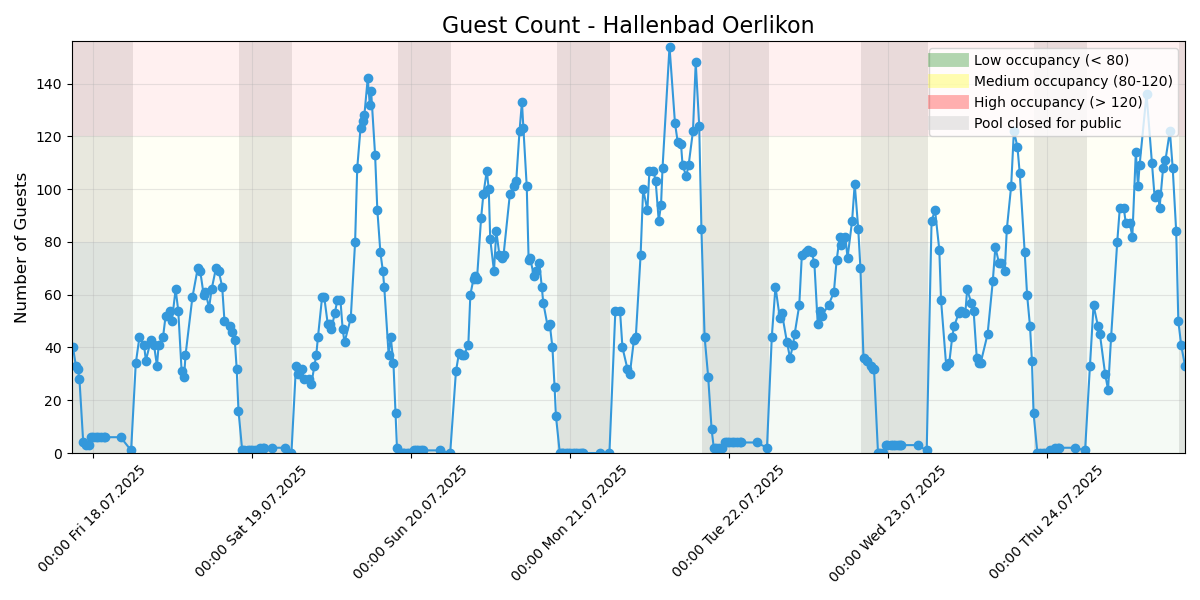 Guest Count - Hallenbad Oerlikon
Number of Guests
140
120
100
80
60
40
20
0
Low occupancy (< 80)
Medium occupancy (80-120)
High occupancy (> 120)
Pool closed for public
00:00 Fri 18.07.2025
00:00 Sat 19.07.2025
00:00 Sun 20.07.2025
00:00 Mon 21.07.2025
00:00 Tue 22.07.2025
00:00 Wed 23.07.2025
00:00 Thu 24.07.2025